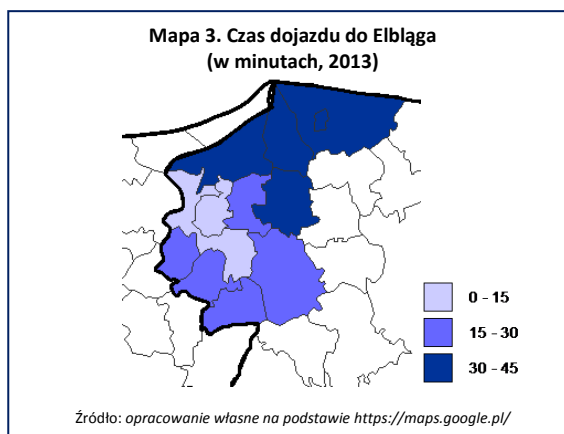 Mapa 3. Czas dojazdu do Elbląga
(w minutach, 2013)
0 - 15
15 - 30
30 - 45
Źródło: opracowanie własne na podstawie https://maps.google.pl/